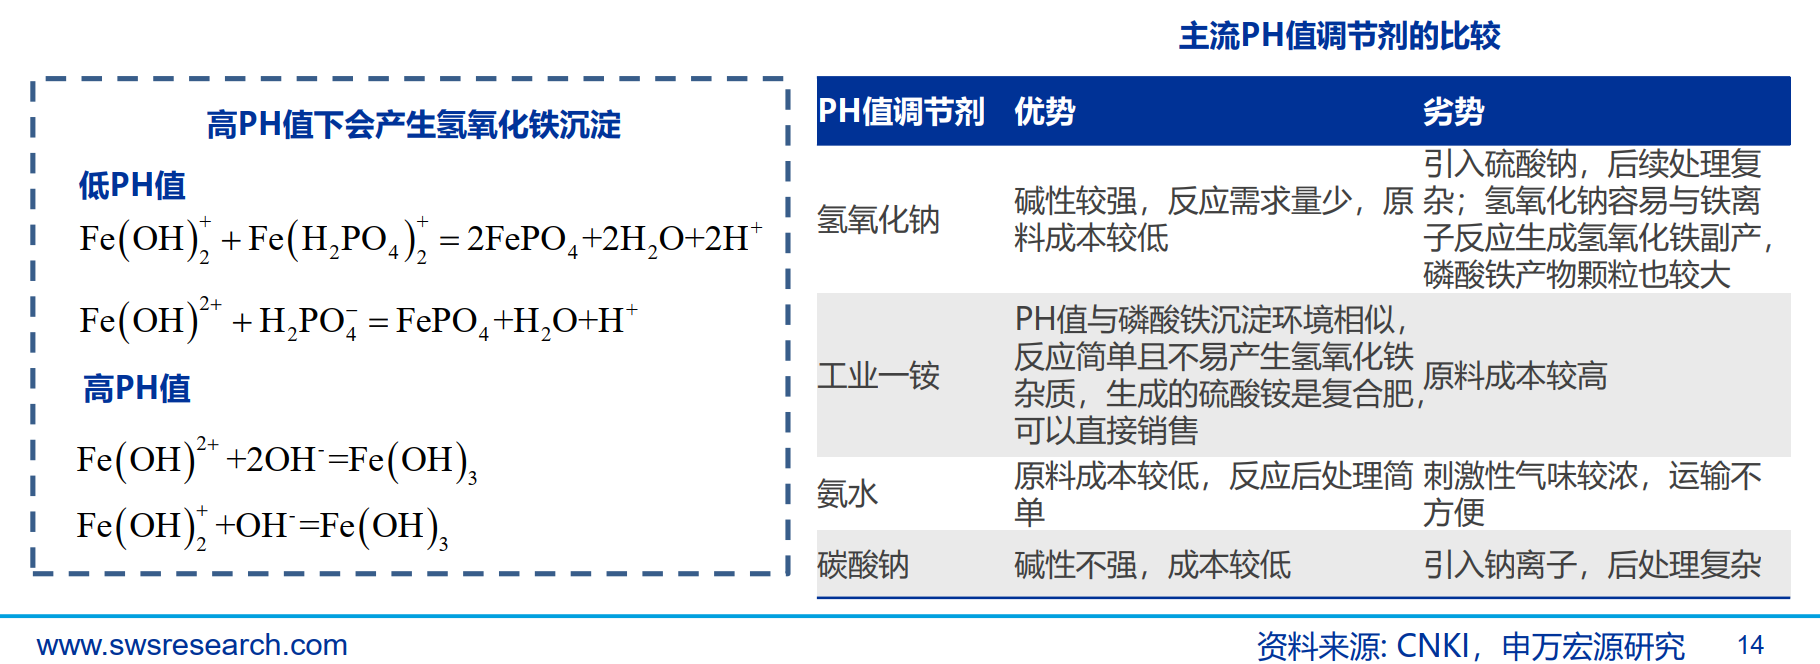 主流PH值调节剂的比较
高PH值下会产生氢氧化铁沉淀
低PH值
Fe(OH)₂⁺ + Fe(H₂PO₄)₂⁺ = 2FePO₄+2H₂O+2H⁺
Fe(OH)²⁺ + H₂PO₄⁻ = FePO₄+H₂O+H⁺
高PH值
Fe(OH)²⁺+2OH⁻=Fe(OH)₃
Fe(OH)₂⁺+OH⁻=Fe(OH)₃
PH值调节剂 优势 劣势
氢氧化钠
碱性较强，反应需求量少，原
料成本较低
引入硫酸钠，后续处理复
杂；氢氧化钠容易与铁离
子反应生成氢氧化铁副产，
磷酸铁产物颗粒也较大
工业一铵
PH值与磷酸铁沉淀环境相似，
反应简单且不易产生氢氧化铁
杂质，生成的硫酸铵是复合肥，
可以直接销售
原料成本较高
氨水
原料成本较低，反应后处理简
单
刺激性气味较浓，运输不
方便
碳酸钠 碱性不强，成本较低 引入钠离子，后处理复杂
www.swsresearch.com
资料来源: CNKI，申万宏源研究
14